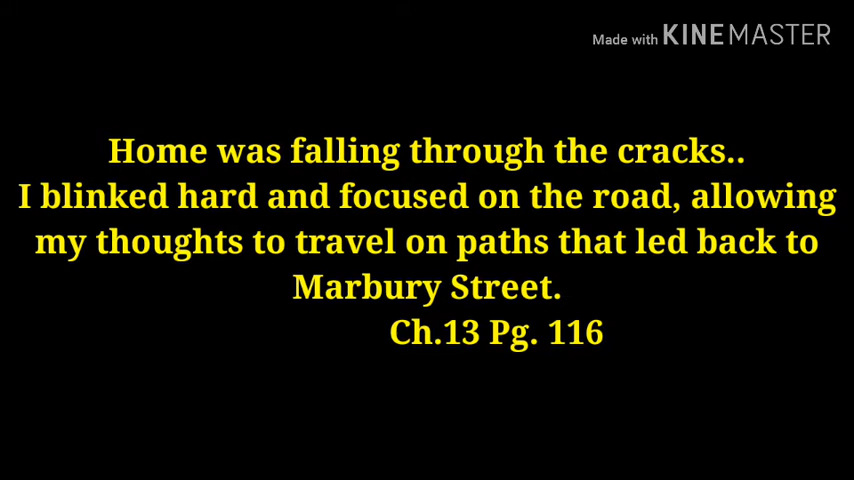 Made with KINEMASTER
Home was falling through the cracks..
I blinked hard and focused on the road, allowing
my thoughts to travel on paths that led back to
Marbury Street.
Ch.13 Pg. 116